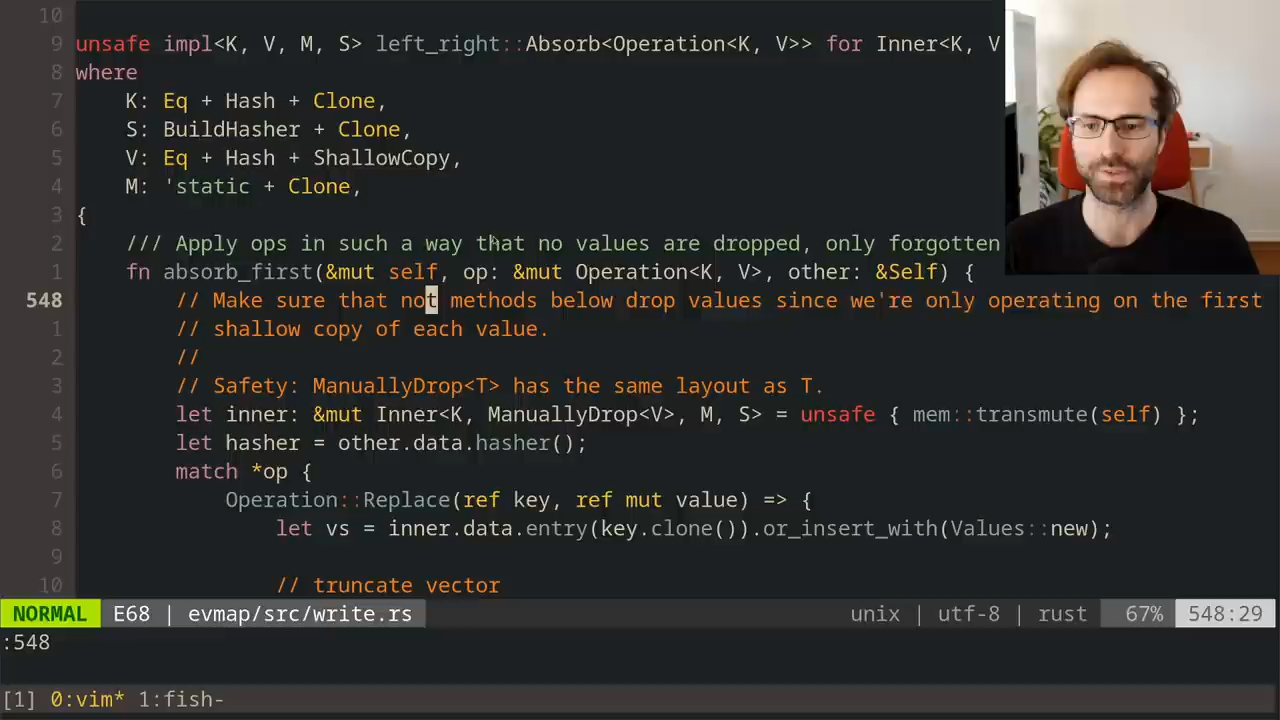 10
9 unsafe impl<K, V, M, S> left_right::Absorb<Operation<K, V>> for Inner<K, V
8 where
7 K: Eq + Hash + Clone,
6 S: BuildHasher + Clone,
5 V: Eq + Hash + ShallowCopy,
4 M: 'static + Clone,
3 {
2 /// Apply ops in such a way that no values are dropped, only forgotten
1 fn absorb_first(&mut self, op: &mut Operation<K, V>, other: &Self) {
548 // Make sure that not methods below drop values since we're only operating on the first
1 // shallow copy of each value.
2 //
3 // Safety: ManuallyDrop<T> has the same layout as T.
4 let inner: &mut Inner<K, ManuallyDrop<V>, M, S> = unsafe { mem::transmute(self) };
5 let hasher = other.data.hasher();
6 match *op {
7 Operation::Replace(ref key, ref mut value) => {
8 let vs = inner.data.entry(key.clone()).or_insert_with(Values::new);
9
10 // truncate vector
NORMAL E68 | evmap/src/write.rs unix | utf-8 | rust 67% 548:29
:548
[1] 0:vim* 1:fish-